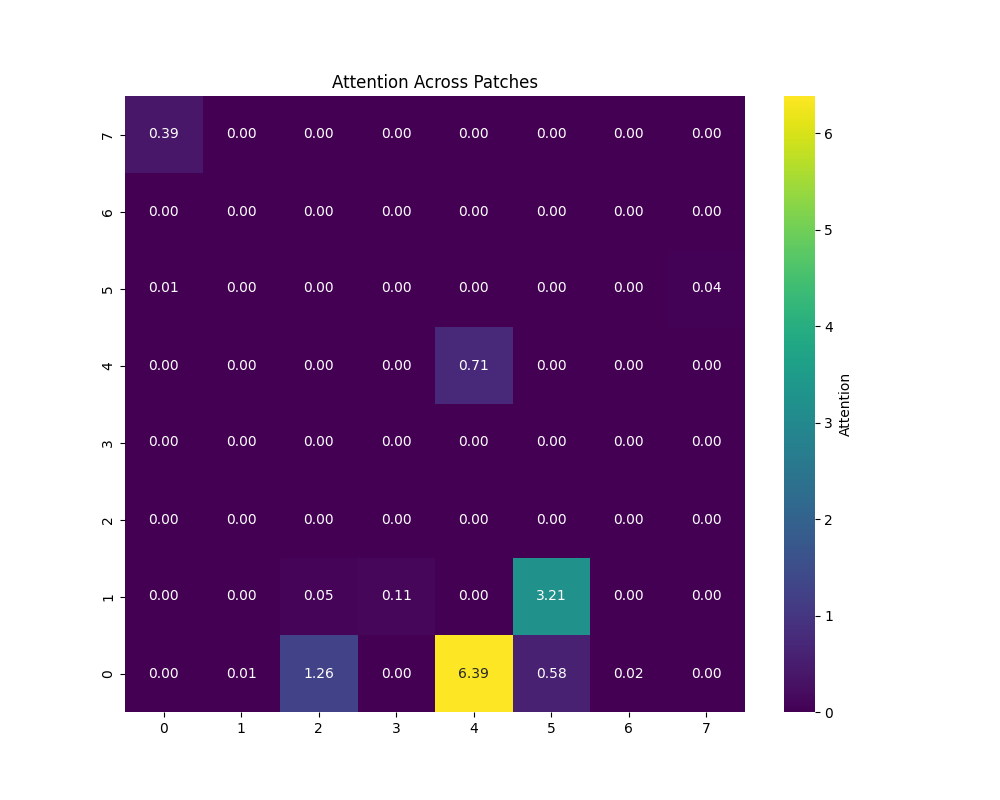 Attention Across Patches
7 0.39 0.00 0.00 0.00 0.00 0.00 0.00 0.00
6 0.00 0.00 0.00 0.00 0.00 0.00 0.00 0.00
5 0.01 0.00 0.00 0.00 0.00 0.00 0.00 0.04
4 0.00 0.00 0.00 0.00 0.71 0.00 0.00 0.00
3 0.00 0.00 0.00 0.00 0.00 0.00 0.00 0.00
2 0.00 0.00 0.00 0.00 0.00 0.00 0.00 0.00
1 0.00 0.00 0.05 0.11 0.00 3.21 0.00 0.00
0 0.00 0.01 1.26 0.00 6.39 0.58 0.02 0.00
0 1 2 3 4 5 6 7
6
5
4
3
2
1
0
Attention